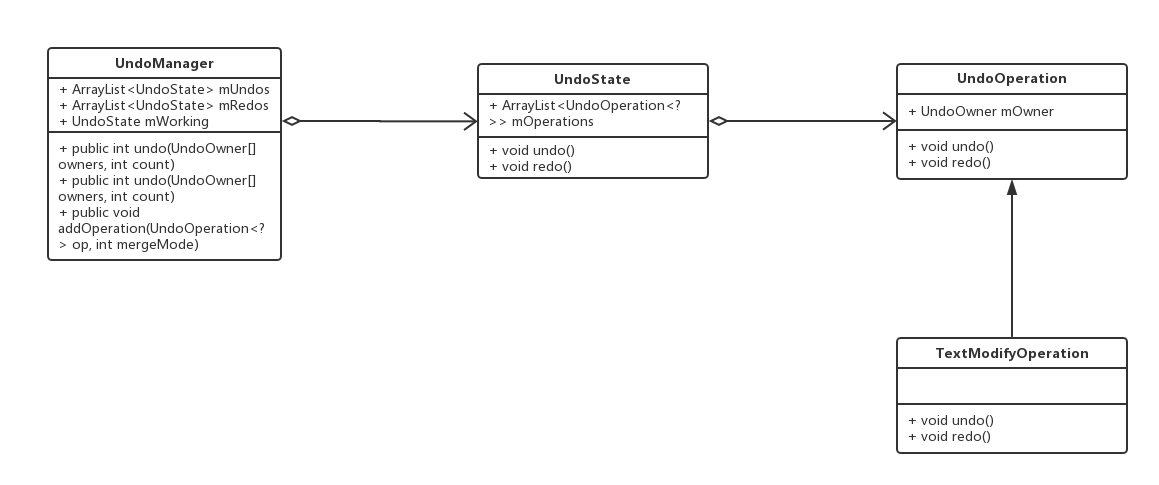 UndoManager
+ ArrayList<UndoState> mUndos
+ ArrayList<UndoState> mRedos
+ UndoState mWorking
+ public int undo(UndoOwner[]
owners, int count)
+ public int undo(UndoOwner[]
owners, int count)
+ public void
addOperation(UndoOperation<?
> op, int mergeMode)
UndoState
+ ArrayList<UndoOperation<?
>> mOperations
+ void undo()
+ void redo()
UndoOperation
+ UndoOwner mOwner
+ void undo()
+ void redo()
TextModifyOperation
+ void undo()
+ void redo()